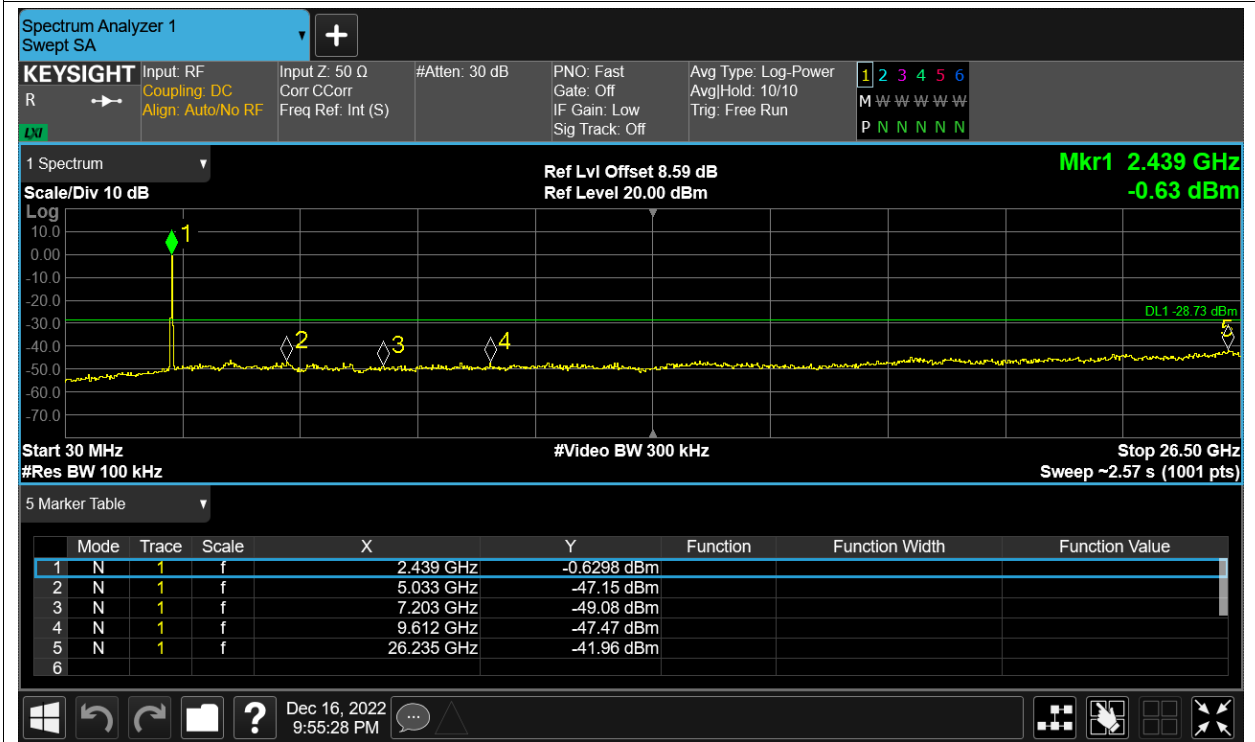 Spectrum Analyzer 1
Swept SA
+
KEYSIGHT
R
LXI
Input: RF
Coupling: DC
Align: Auto/No RF
Input Z: 50 Ω
Corr CCorr
Freq Ref: Int (S)
#Atten: 30 dB
PNO: Fast
Gate: Off
IF Gain: Low
Sig Track: Off
Avg Type: Log-Power
Avg|Hold: 10/10
Trig: Free Run
1 2 3 4 5 6
M W W W W W
P N N N N N
1 Spectrum
Scale/Div 10 dB
Ref Lvl Offset 8.59 dB
Ref Level 20.00 dBm
Mkr1 2.439 GHz
-0.63 dBm
Log
10.0
0.00
-10.0
-20.0
-30.0
-40.0
-50.0
-60.0
-70.0
1
2
3
4
5
DL1 -28.73 dBm
Start 30 MHz
#Video BW 300 kHz
Stop 26.50 GHz
#Res BW 100 kHz
Sweep ~2.57 s (1001 pts)
5 Marker Table
Mode Trace Scale X Y Function Function Width Function Value
1 N 1 f 2.439 GHz -0.6298 dBm
2 N 1 f 5.033 GHz -47.15 dBm
3 N 1 f 7.203 GHz -49.08 dBm
4 N 1 f 9.612 GHz -47.47 dBm
5 N 1 f 26.235 GHz -41.96 dBm
6
?
Dec 16, 2022
9:55:28 PM